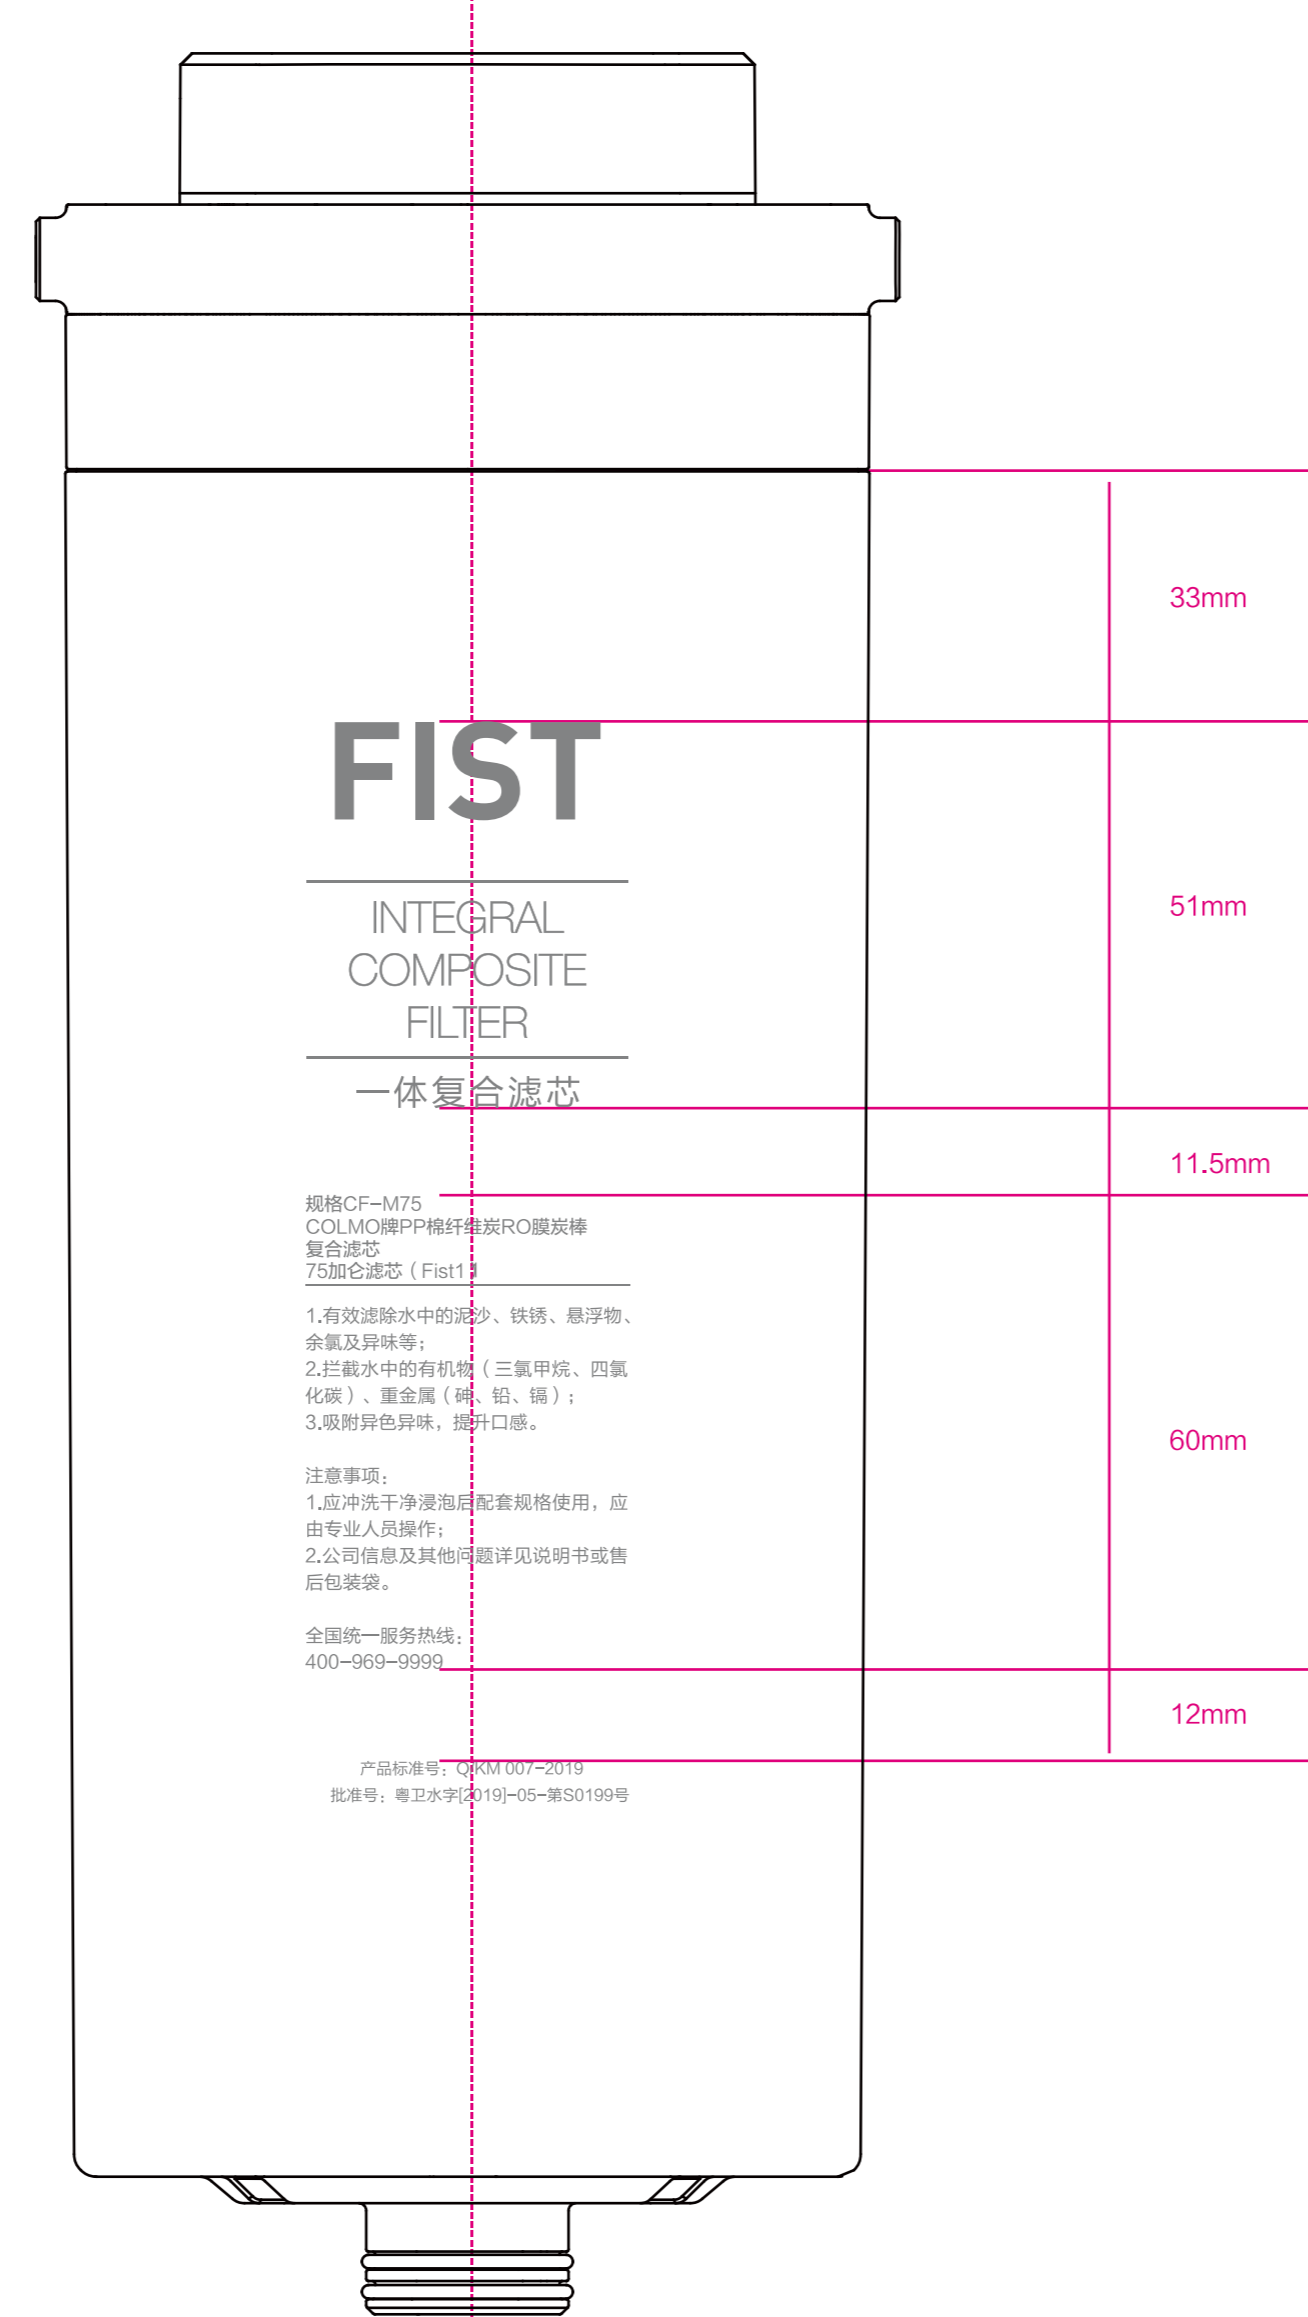 FIST
INTEGRAL
COMPOSITE
FILTER
一体复合滤芯
规格CF-M75
COLMO牌PP棉纤维炭RO膜炭棒
复合滤芯
75加仑滤芯（Fist1
1.有效滤除水中的泥沙、铁锈、悬浮物、
余氯及异味等；
2.拦截水中的有机物（三氯甲烷、四氯
化碳）、重金属（砷、铅、镉）；
3.吸附异色异味，提升口感。
注意事项：
1.应冲洗干净浸泡后配套规格使用，应
由专业人员操作；
2.公司信息及其他问题详见说明书或售
后包装袋。
全国统一服务热线：
400-969-9999
产品标准号：Q/KM 007-2019
批准号：粤卫水字[2019]-05-第S0199号
33mm
51mm
11.5mm
60mm
12mm